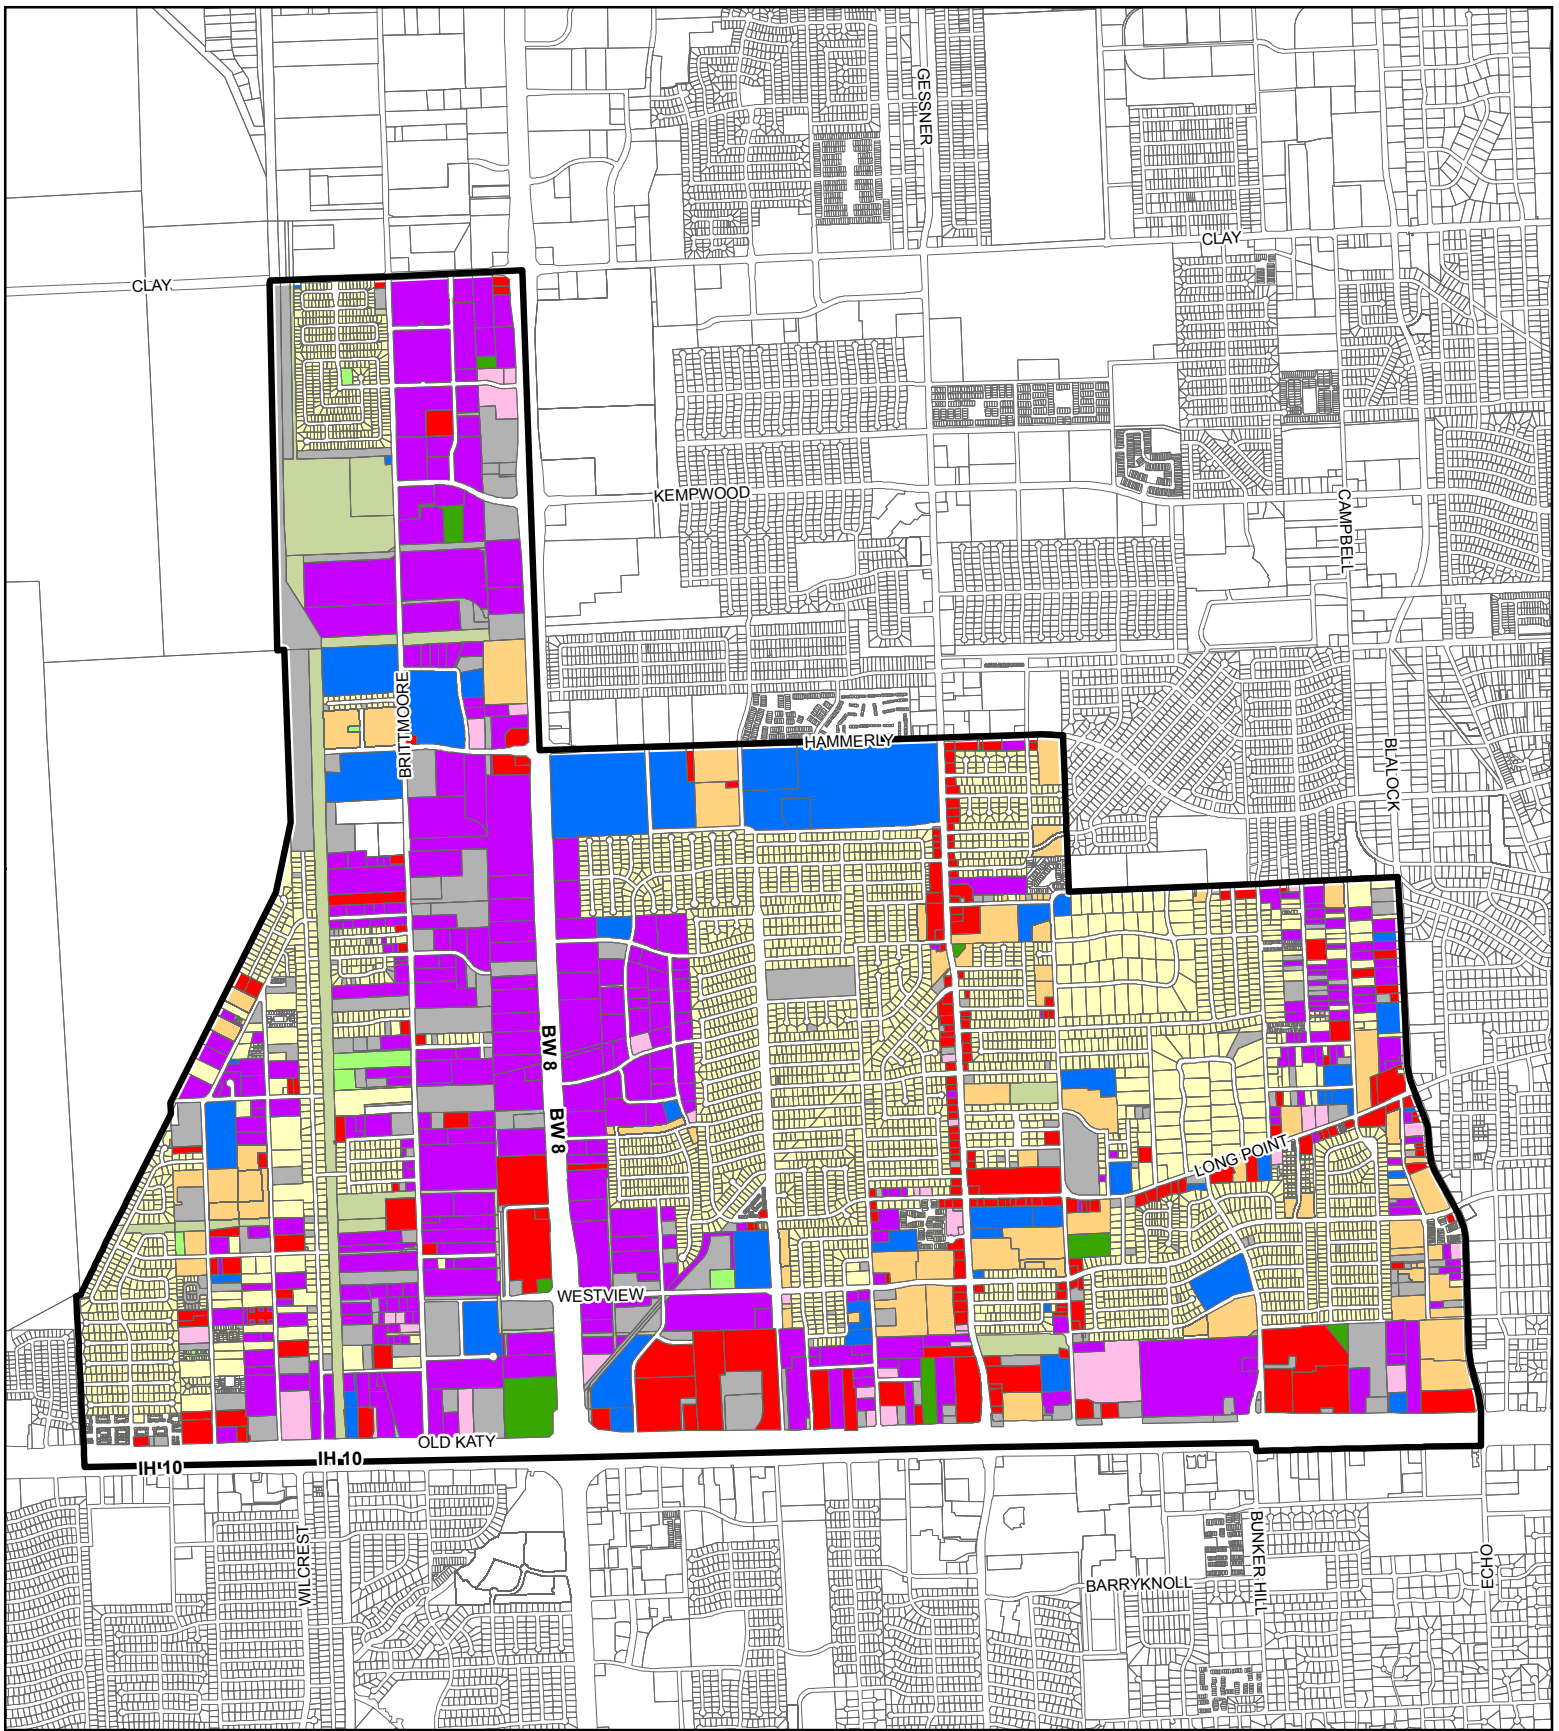 GESSNER
CLAY
CLAY
KEMPWOOD
CAMPBELL
BRITTMOORE
HAMMERLY
BLALOCK
BW 8
BW 8
LONG POINT
WESTVIEW
OLD KATY
IH 10
IH 10
WILCREST
BUNKER HILL
BARRYKNOLL
ECHO